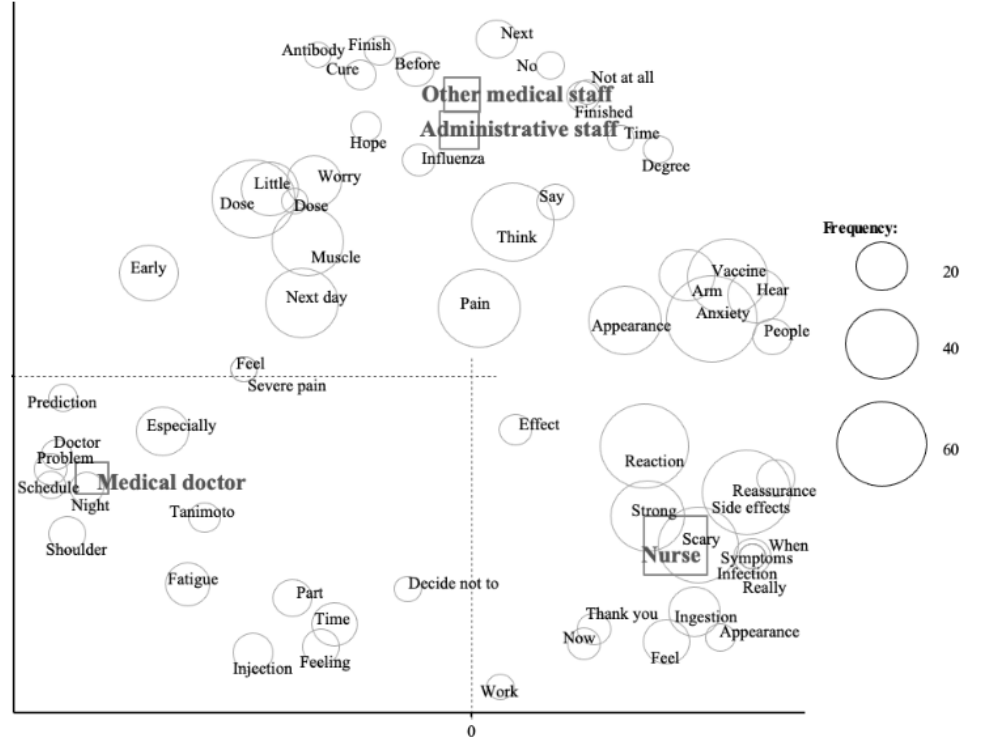 Next
Antibody
Finish
Cure
Before
No
Not at all
Other medical staff
Finished
Administrative staff
Time
Hope
Influenza
Degree
Little
Worry
Dose
Dose
Say
Think
Muscle
Early
Next day
Pain
Vaccine
Arm
Hear
Anxiety
Appearance
People
Frequency:
20
40
60
Feel
Severe pain
Prediction
Especially
Effect
Doctor
Problem
Schedule
Medical doctor
Night
Tanimoto
Shoulder
Reaction
Reassurance
Side effects
Strong
Scary
Nurse
When
Symptoms
Infection
Really
Fatigue
Part
Decide not to
Time
Thank you
Ingestion
Now
Appearance
Feel
Injection
Feeling
Work
0